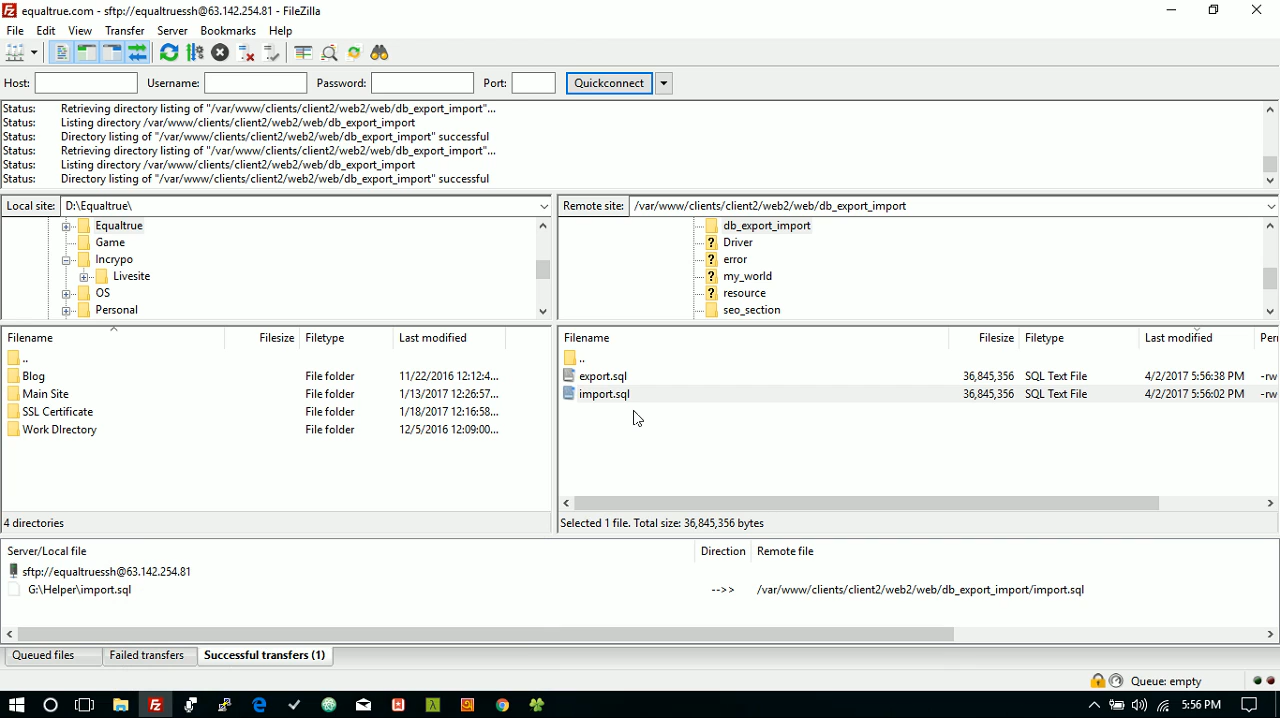 equaltrue.com - sftp://equaltruessh@63.142.254.81 - FileZilla
File Edit View Transfer Server Bookmarks Help
Host: Username: Password: Port: Quickconnect
Status: Retrieving directory listing of "/var/www/clients/client2/web2/web/db_export_import"...
Status: Listing directory /var/www/clients/client2/web2/web/db_export_import
Status: Directory listing of "/var/www/clients/client2/web2/web/db_export_import" successful
Status: Retrieving directory listing of "/var/www/clients/client2/web2/web/db_export_import"...
Status: Listing directory /var/www/clients/client2/web2/web/db_export_import
Status: Directory listing of "/var/www/clients/client2/web2/web/db_export_import" successful
Local site: D:\Equaltrue\
Equaltrue
Game
Incrypo
Livesite
OS
Personal
Filename Filesize Filetype Last modified
..
Blog File folder 11/22/2016 12:12:4...
Main Site File folder 1/13/2017 12:26:57...
SSL Certificate File folder 1/18/2017 12:16:58...
Work DIrectory File folder 12/5/2016 12:09:00...
4 directories
Remote site: /var/www/clients/client2/web2/web/db_export_import
db_export_import
? Driver
? error
? my_world
? resource
seo_section
Filename Filesize Filetype Last modified Perr
..
export.sql 36,845,356 SQL Text File 4/2/2017 5:56:38 PM -rw
import.sql 36,845,356 SQL Text File 4/2/2017 5:56:02 PM -rw
Selected 1 file. Total size: 36,845,356 bytes
Server/Local file Direction Remote file
sftp://equaltruessh@63.142.254.81
G:\Helper\import.sql -->> /var/www/clients/client2/web2/web/db_export_import/import.sql
Queued files Failed transfers Successful transfers (1)
Queue: empty
5:56 PM